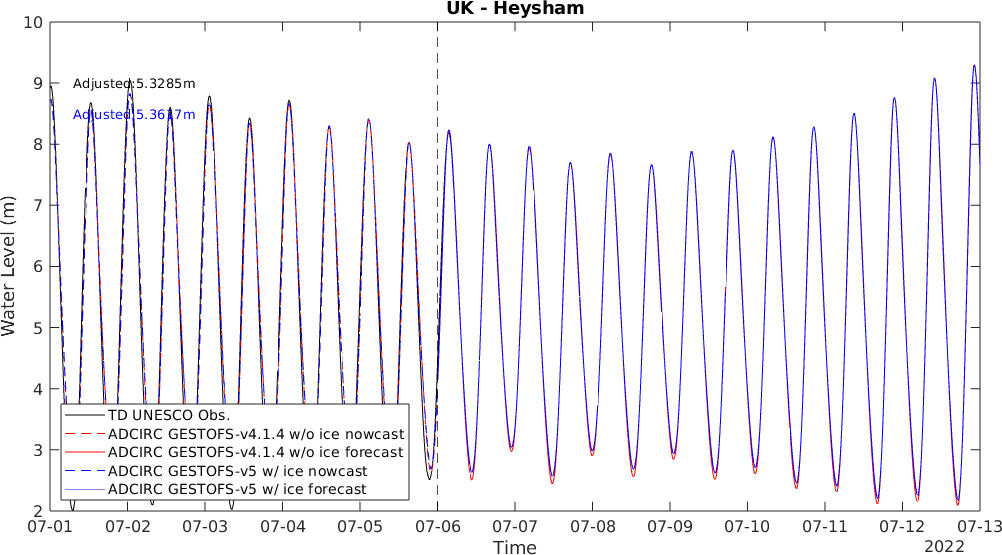 UK - Heysham
10
9
8
7
6
5
4
3
2
Water Level (m)
Adjusted:5.3285m
Adjusted:5.3617m
TD UNESCO Obs.
ADCIRC GESTOFS-v4.1.4 w/o ice nowcast
ADCIRC GESTOFS-v4.1.4 w/o ice forecast
ADCIRC GESTOFS-v5 w/ ice nowcast
ADCIRC GESTOFS-v5 w/ ice forecast
07-01 07-02 07-03 07-04 07-05 07-06 07-07 07-08 07-09 07-10 07-11 07-12 07-13
Time
2022